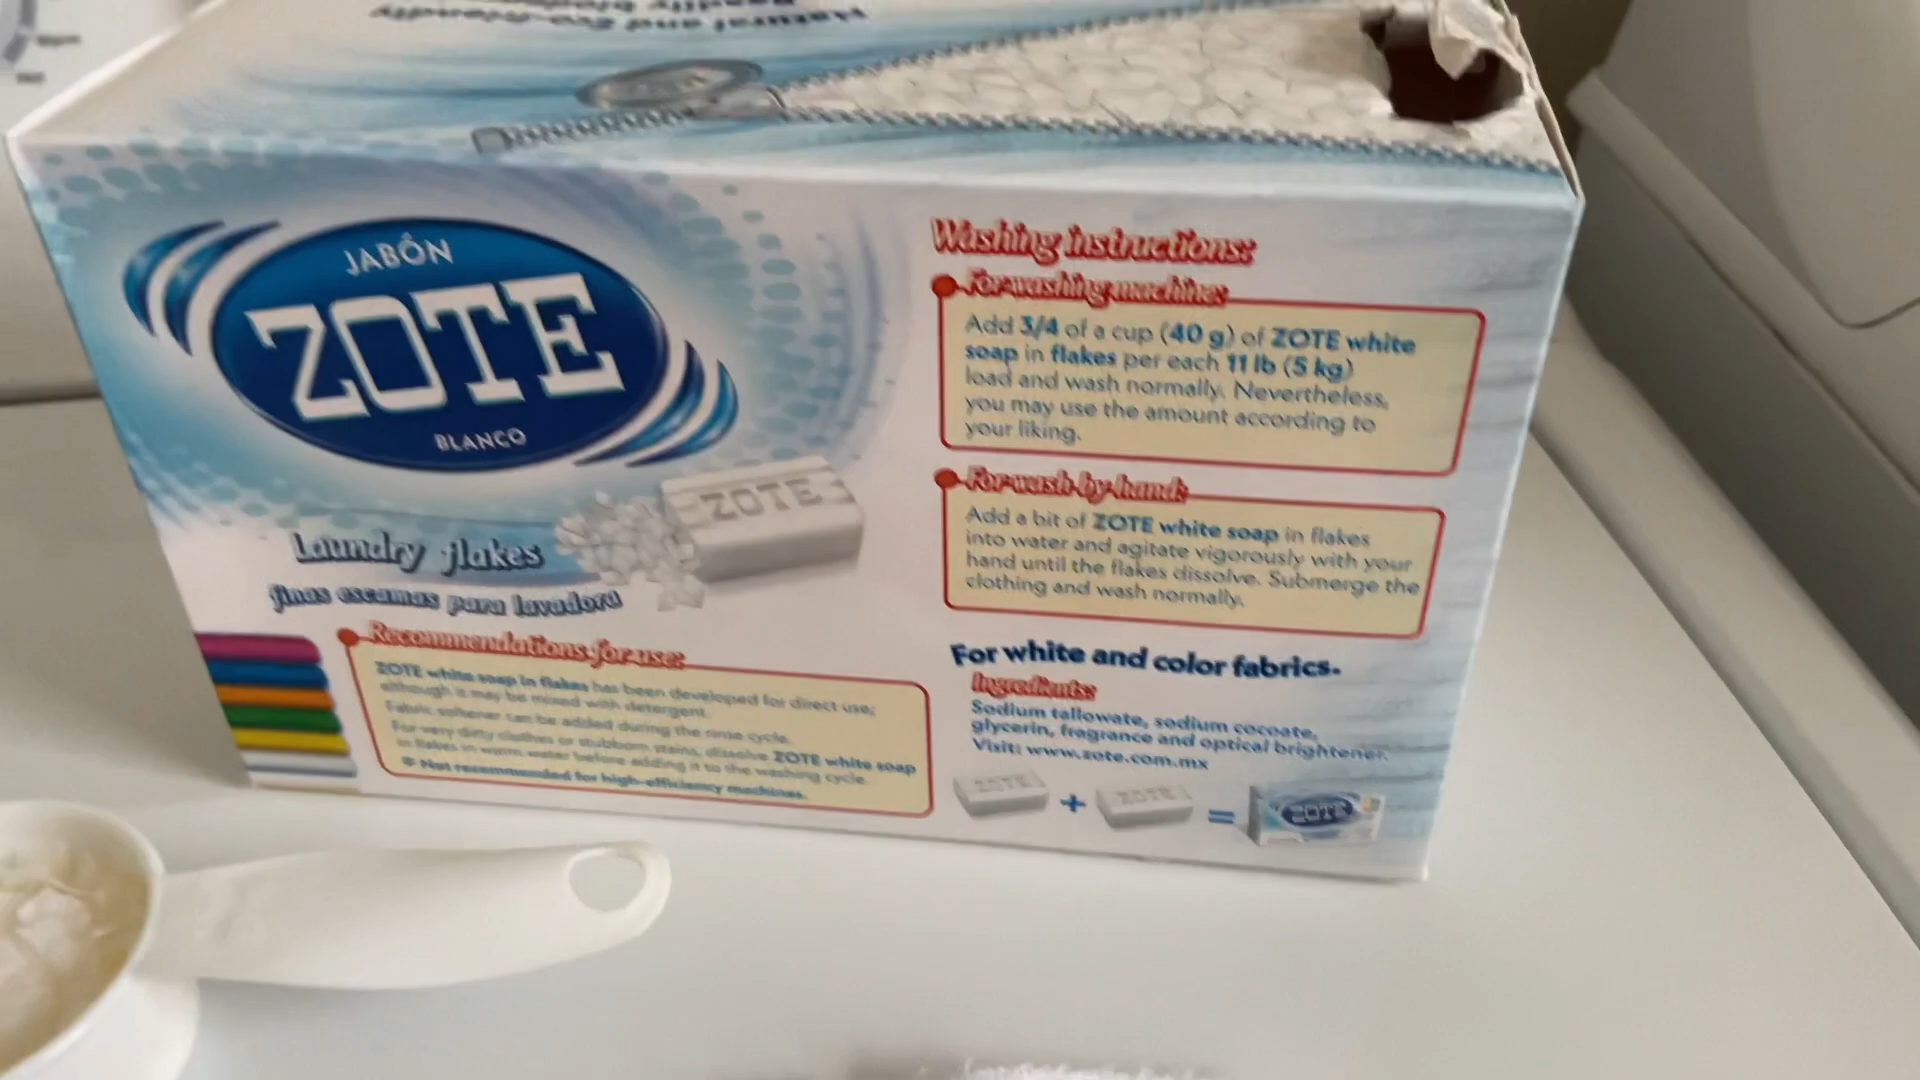 Natural and Eco-friendly
JABÓN
ZOTE
BLANCO
ZOTE
Laundry flakes
finas escamas para lavadora
Recommendations for use:
ZOTE white soap in flakes has been developed for direct use;
although it may be mixed with detergent.
Fabric softener can be added during the rinse cycle.
For very dirty clothes or stubborn stains, dissolve ZOTE white soap
in flakes in warm water before adding it to the washing cycle.
Not recommended for high-efficiency machines.
Washing instructions:
For washing machines
Add 3/4 of a cup (40 g) of ZOTE white
soap in flakes per each 11 lb (5 kg)
load and wash normally. Nevertheless,
you may use the amount according to
your liking.
For wash by hand:
Add a bit of ZOTE white soap in flakes
into water and agitate vigorously with your
hand until the flakes dissolve. Submerge the
clothing and wash normally.
For white and color fabrics.
Ingredients:
Sodium tallowate, sodium cocoate,
glycerin, fragrance and optical brightener.
Visit: www.zote.com.mx
ZOTE + ZOTE = ZOTE